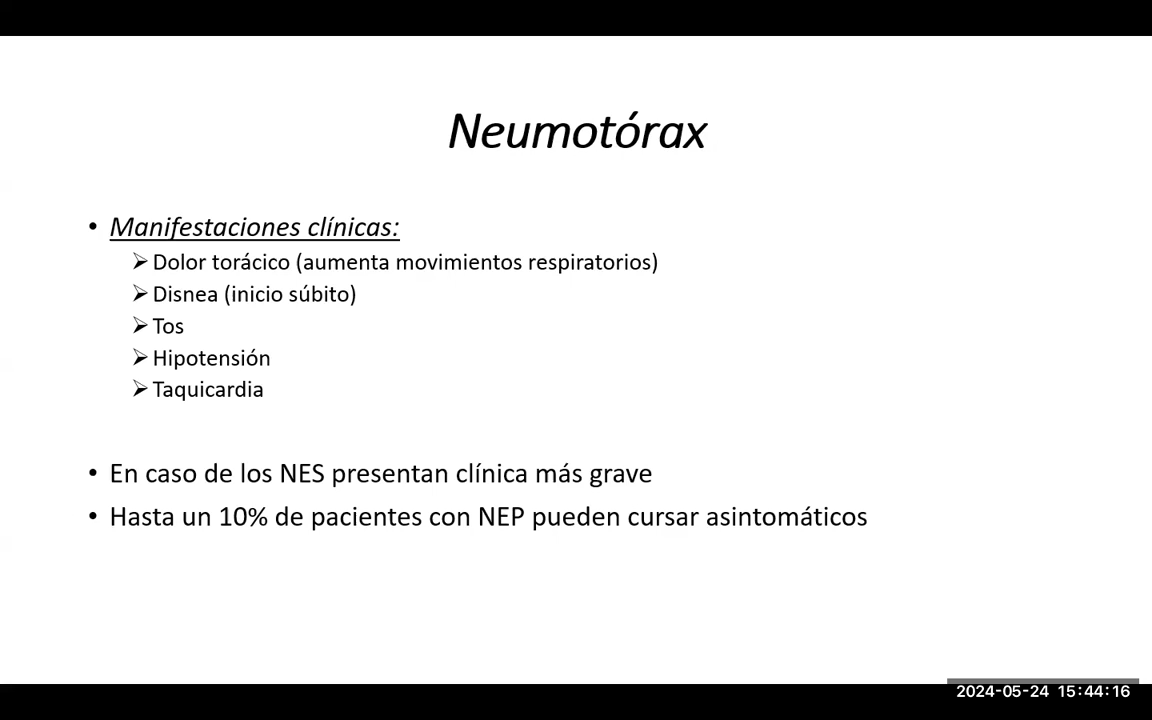 Neumotórax
• Manifestaciones clínicas:
➢ Dolor torácico (aumenta movimientos respiratorios)
➢ Disnea (inicio súbito)
➢ Tos
➢ Hipotensión
➢ Taquicardia
• En caso de los NES presentan clínica más grave
• Hasta un 10% de pacientes con NEP pueden cursar asintomáticos
2024-05-24 15:44:16